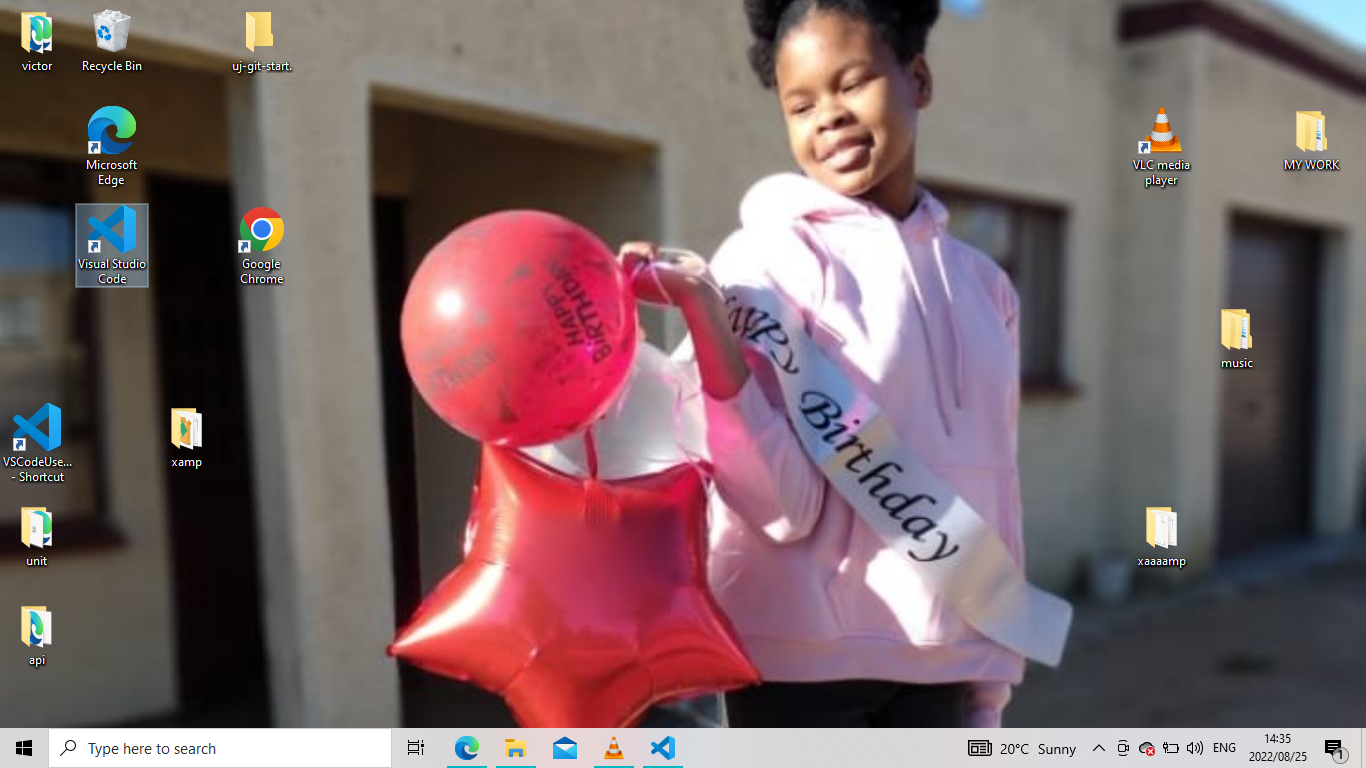 victor
Recycle Bin
uj-git-start.
Microsoft
Edge
VLC media
player
MY WORK
Visual Studio
Code
Google
Chrome
HAPPY
BIRTHDAY
Happy Birthday
music
VSCodeUse...
- Shortcut
xamp
unit
xaaaamp
api
Type here to search
20°C Sunny
ENG
14:35
2022/08/25
1